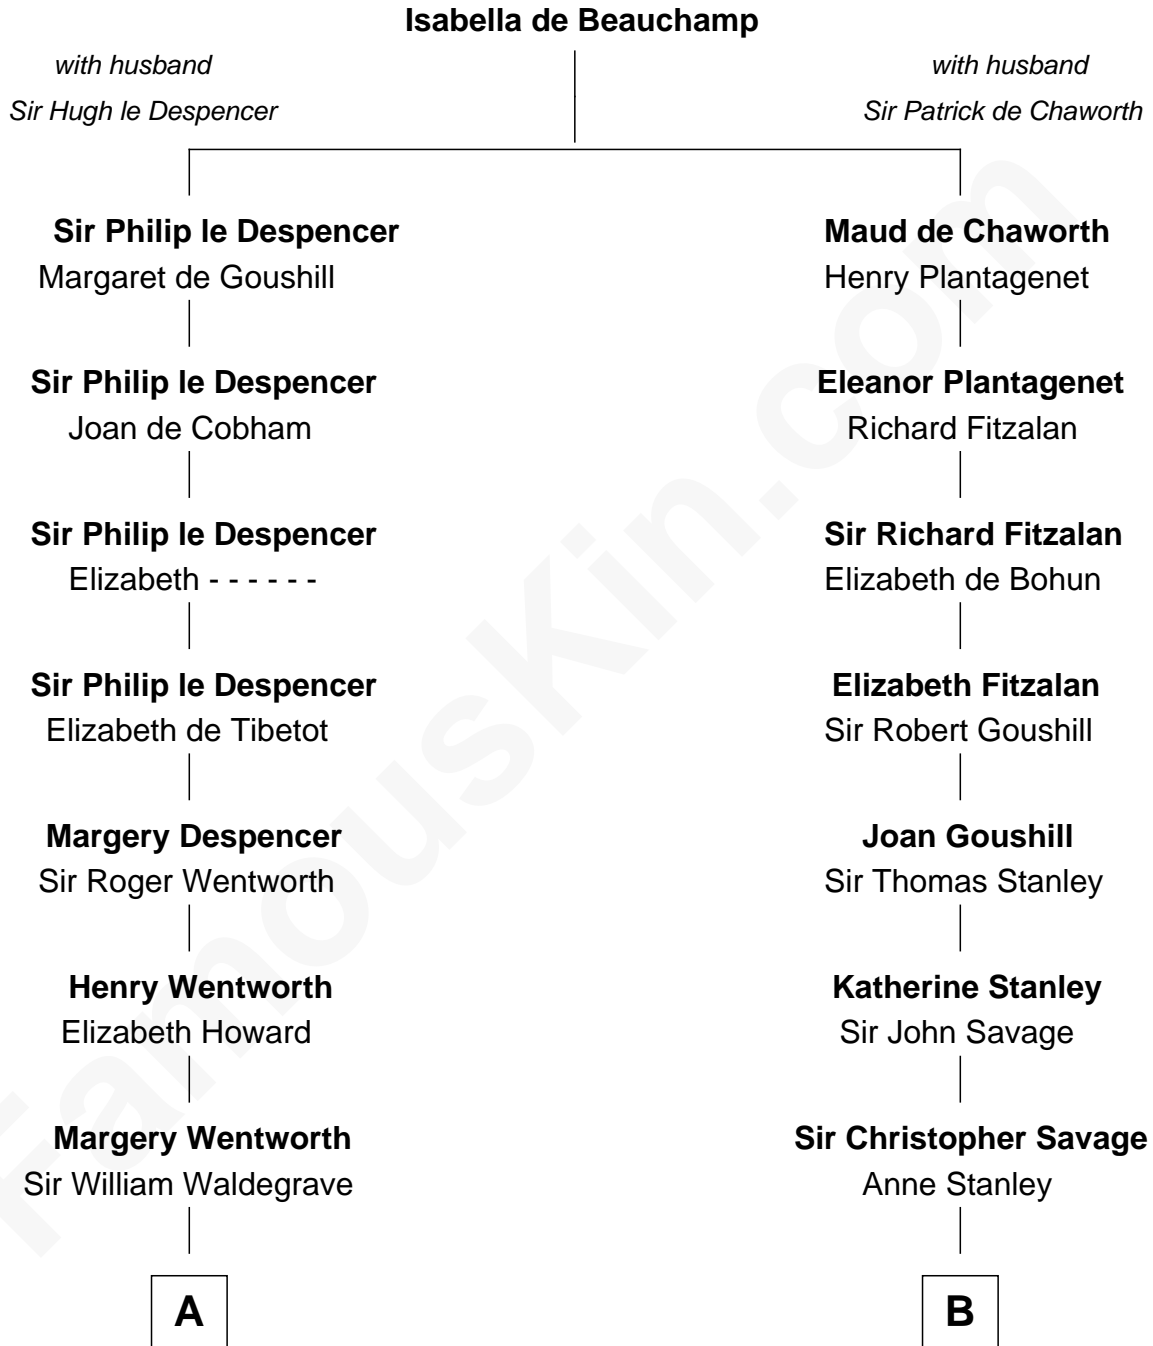 Isabella de Beauchamp
with husband
Sir Hugh le Despencer
with husband
Sir Patrick de Chaworth
Sir Philip le Despencer
Margaret de Goushill
Maud de Chaworth
Henry Plantagenet
Sir Philip le Despencer
Joan de Cobham
Eleanor Plantagenet
Richard Fitzalan
Sir Philip le Despencer
Elizabeth - - - - - -
Sir Richard Fitzalan
Elizabeth de Bohun
Sir Philip le Despencer
Elizabeth de Tibetot
Elizabeth Fitzalan
Sir Robert Goushill
Margery Despencer
Sir Roger Wentworth
Joan Goushill
Sir Thomas Stanley
Henry Wentworth
Elizabeth Howard
Katherine Stanley
Sir John Savage
Margery Wentworth
Sir William Waldegrave
Sir Christopher Savage
Anne Stanley
A
B
FamousKin.com